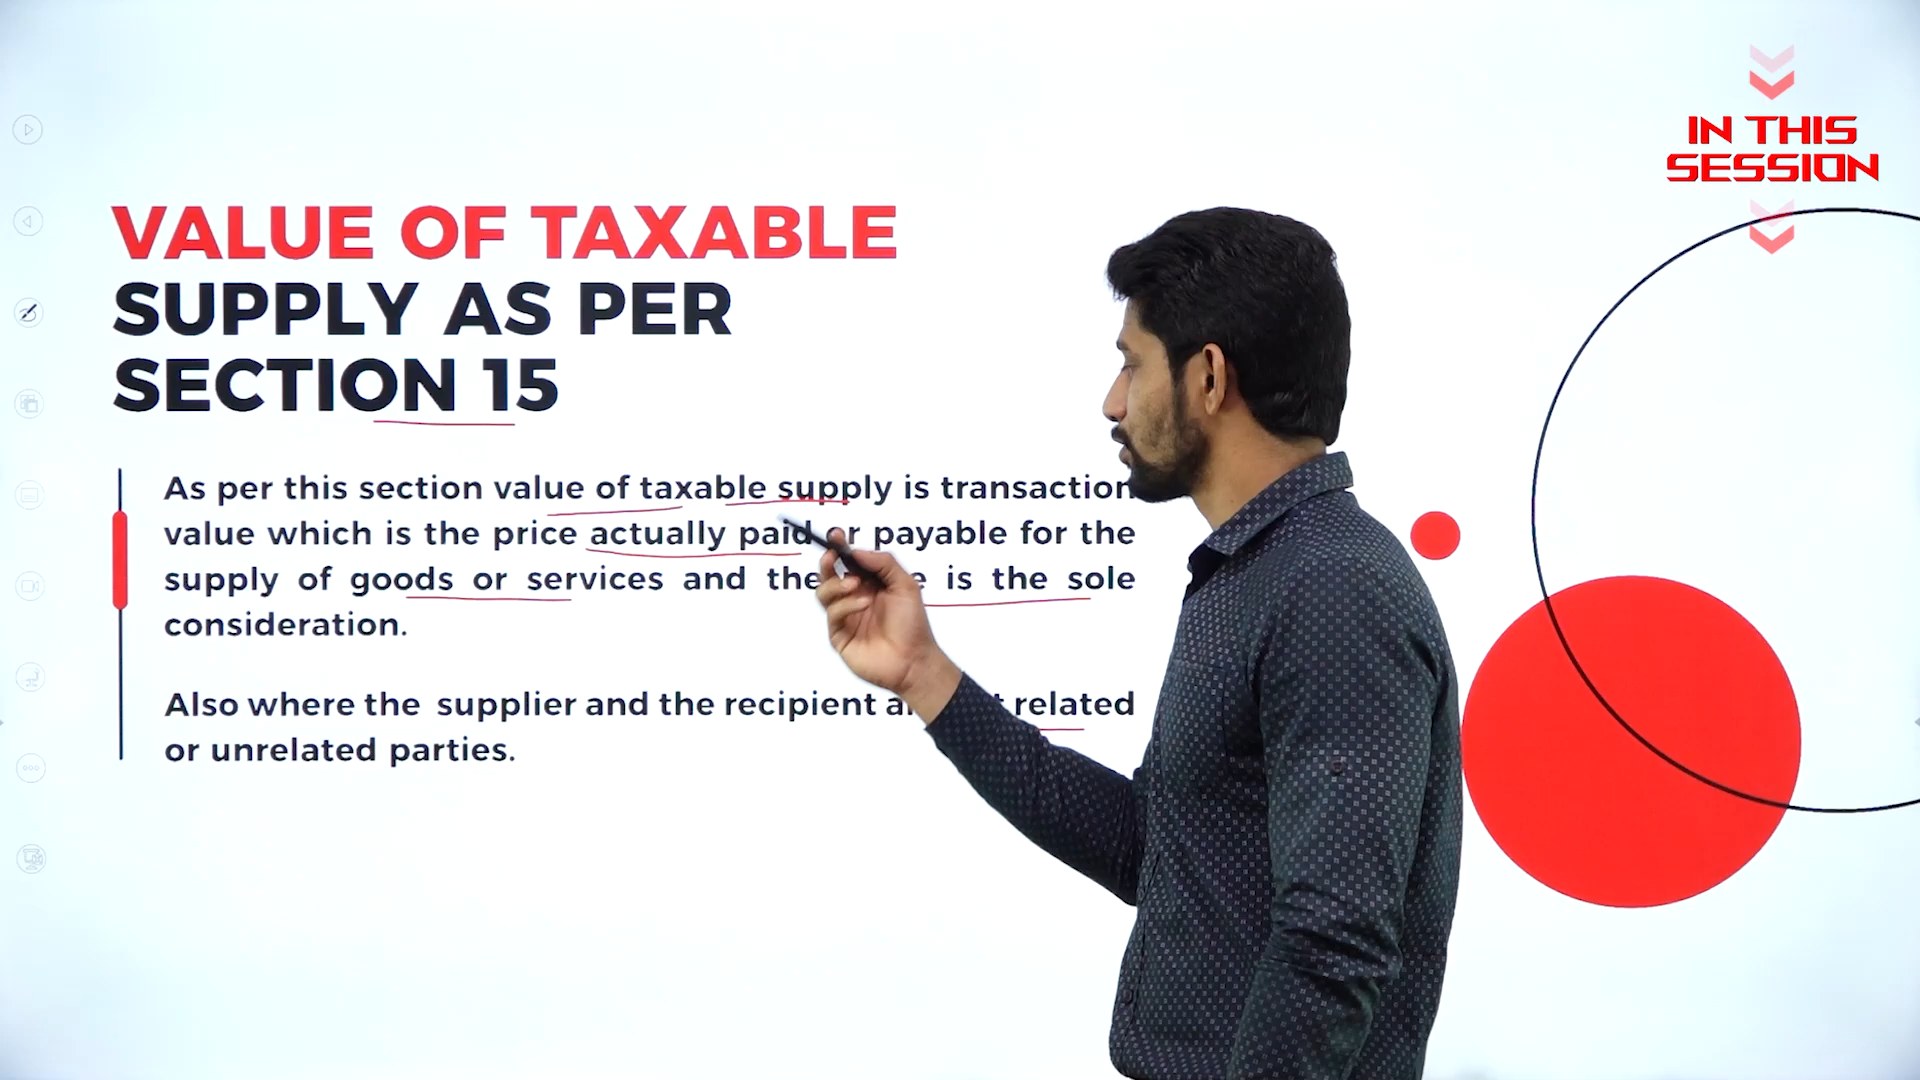 IN THIS
SESSION
VALUE OF TAXABLE
SUPPLY AS PER
SECTION 15
As per this section value of taxable supply is transaction
value which is the price actually paid or payable for the
supply of goods or services and the is the sole
consideration.
Also where the supplier and the recipient related
or unrelated parties.